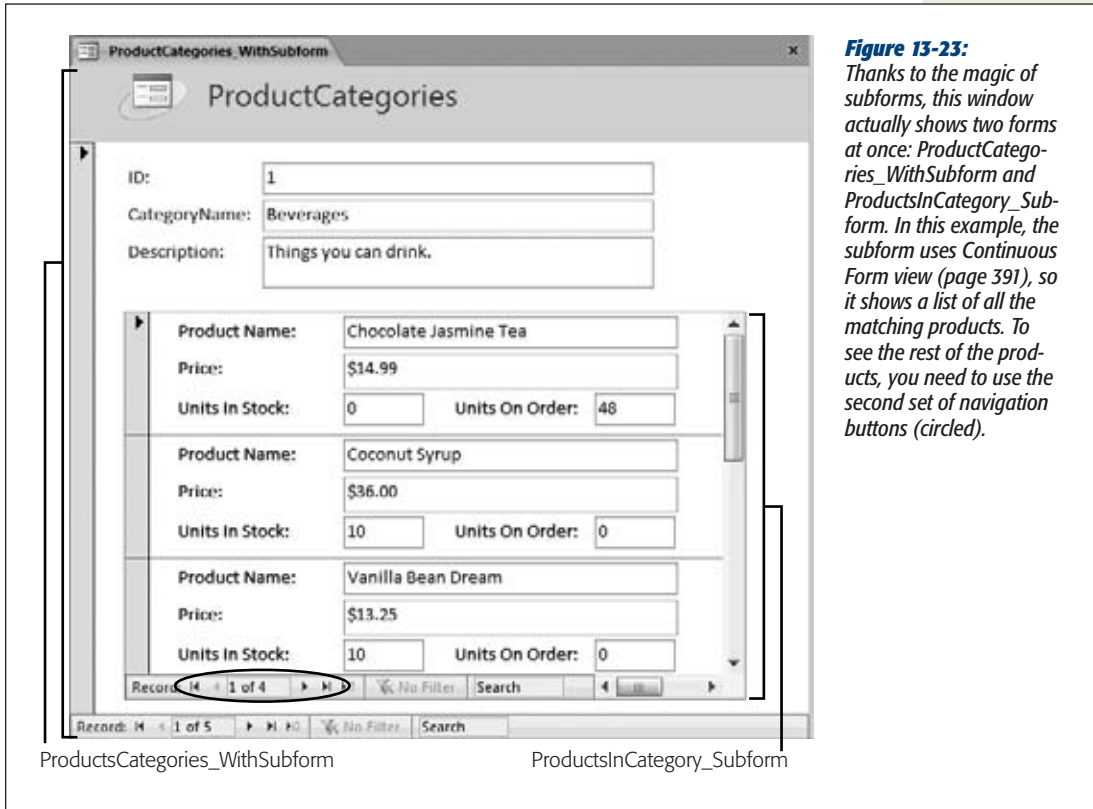 ProductCategories_WithSubform
ProductCategories
ID: 1
CategoryName: Beverages
Description: Things you can drink.
Product Name: Chocolate Jasmine Tea
Price: $14.99
Units In Stock: 0 Units On Order: 48
Product Name: Coconut Syrup
Price: $36.00
Units In Stock: 10 Units On Order: 0
Product Name: Vanilla Bean Dream
Price: $13.25
Units In Stock: 10 Units On Order: 0
Record: 1 of 4 No Filter Search
Record: 1 of 5 No Filter Search
ProductsCategories_WithSubform
ProductsInCategory_Subform
Figure 13-23:
Thanks to the magic of
subforms, this window
actually shows two forms
at once: ProductCatego-
ries_WithSubform and
ProductsInCategory_Sub-
form. In this example, the
subform uses Continuous
Form view (page 391), so
it shows a list of all the
matching products. To
see the rest of the prod-
ucts, you need to use the
second set of navigation
buttons (circled).